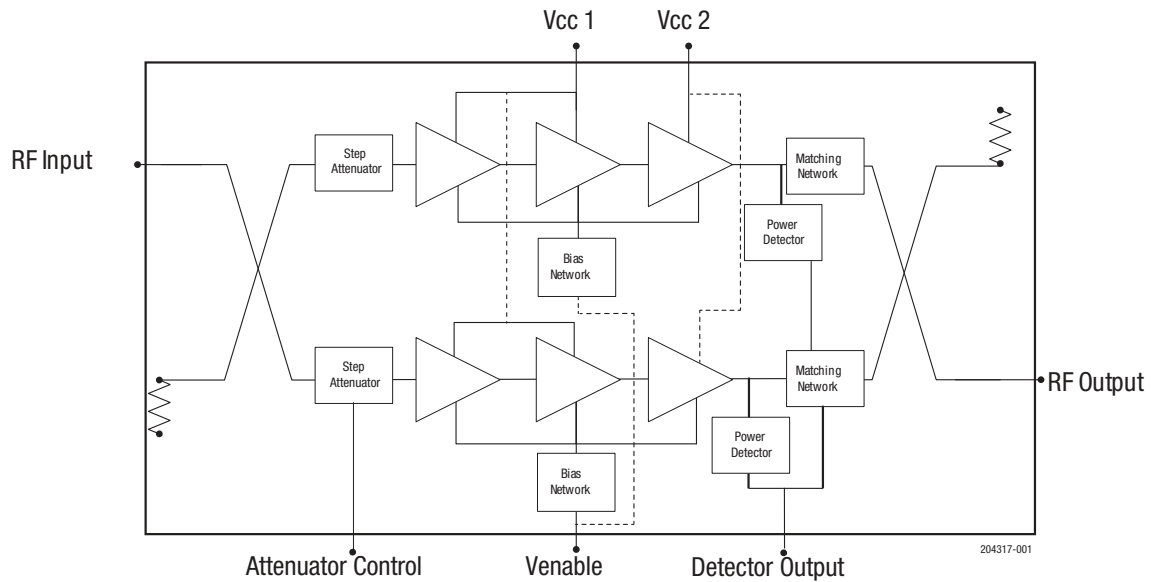 Vcc 1
Vcc 2
RF Input
Step
Attenuator
Matching
Network
Power
Detector
Bias
Network
Step
Attenuator
Matching
Network
RF Output
Power
Detector
Bias
Network
204317-001
Attenuator Control
Venable
Detector Output